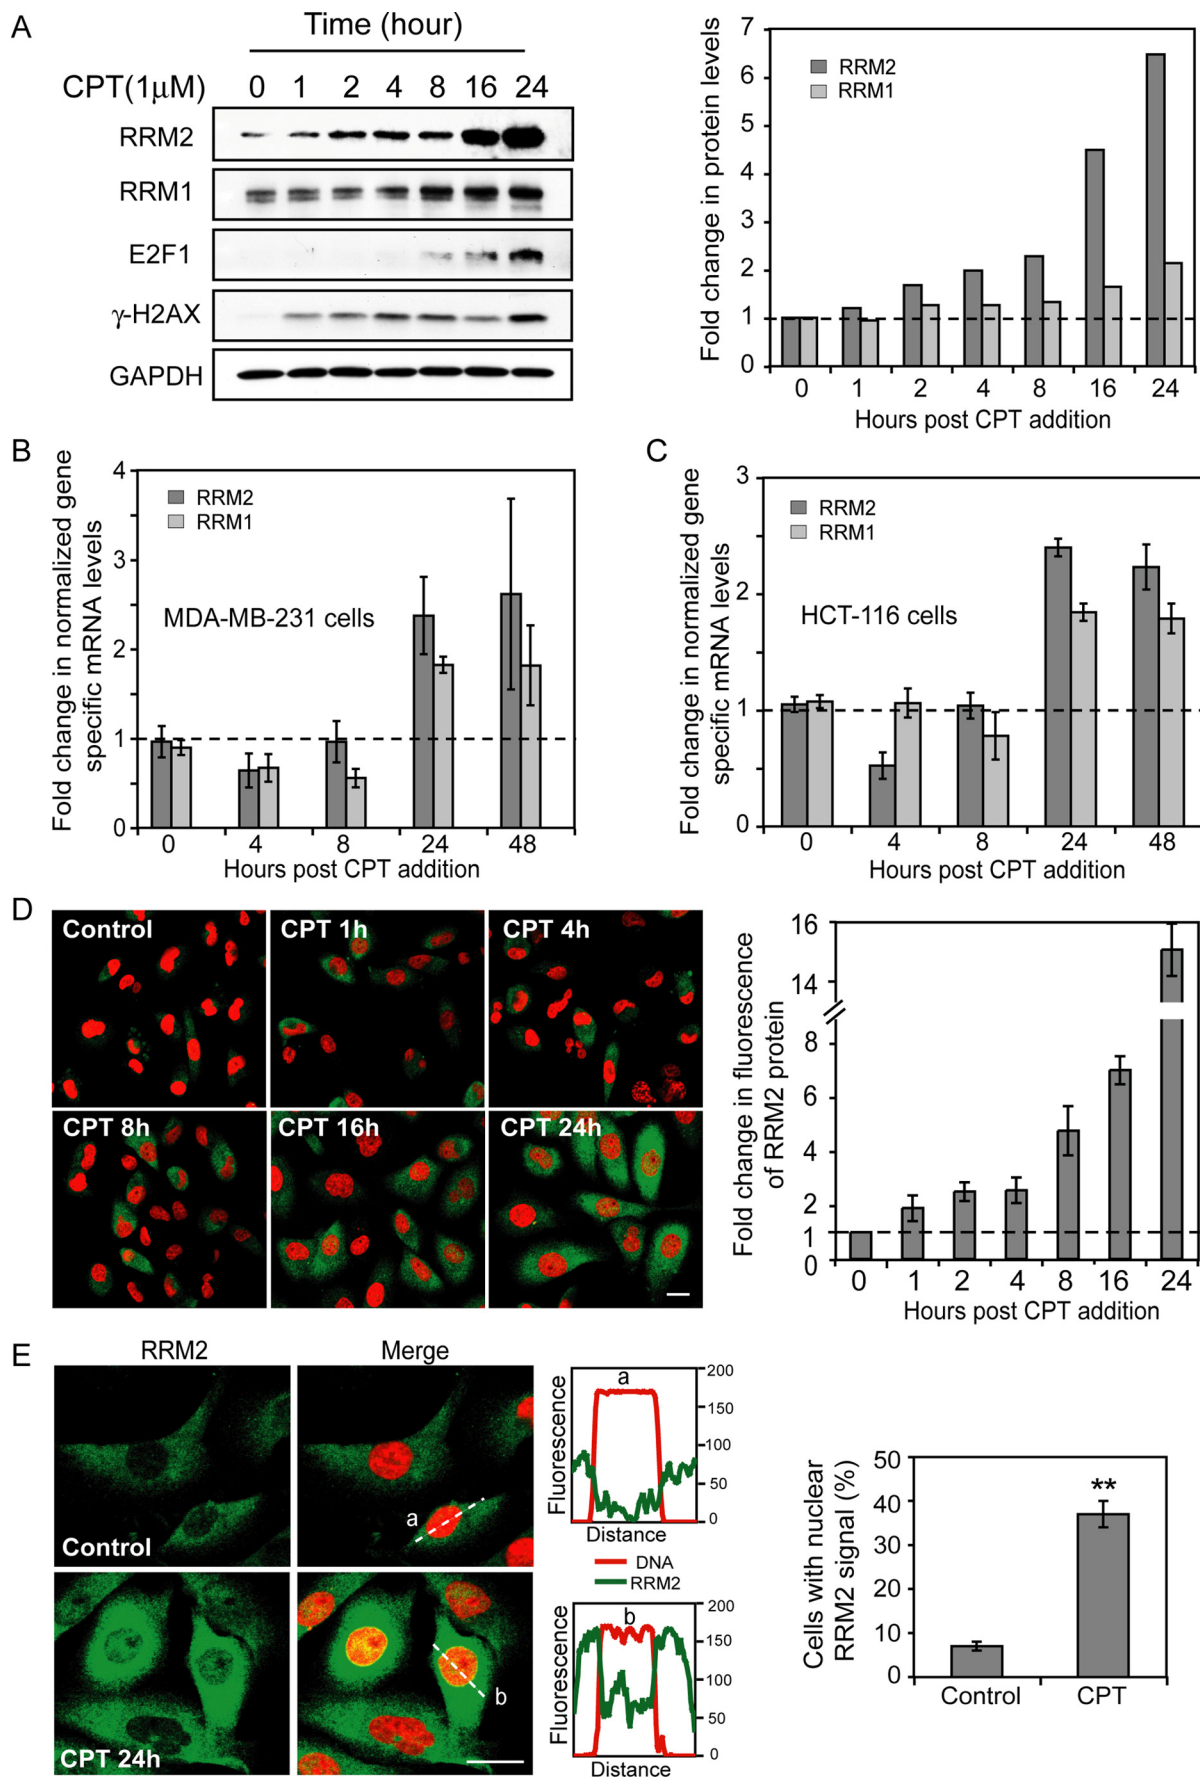 A
Time (hour)
CPT(1μM) 0 1 2 4 8 16 24
RRM2
RRM1
E2F1
γ-H2AX
GAPDH
Fold change in protein levels
7
6
5
4
3
2
1
0
RRM2
RRM1
0 1 2 4 8 16 24
Hours post CPT addition
B
Fold change in normalized gene
specific mRNA levels
4
3
2
1
0
RRM2
RRM1
MDA-MB-231 cells
0 4 8 24 48
Hours post CPT addition
C
Fold change in normalized gene
specific mRNA levels
3
2
1
0
RRM2
RRM1
HCT-116 cells
0 4 8 24 48
Hours post CPT addition
D
Control
CPT 1h
CPT 4h
CPT 8h
CPT 16h
CPT 24h
Fold change in fluorescence
of RRM2 protein
16
14
8
6
4
2
1
0
0 1 2 4 8 16 24
Hours post CPT addition
E
RRM2
Merge
a
Control
b
CPT 24h
Fluorescence
a
200
150
100
50
0
Distance
DNA
RRM2
Fluorescence
b
200
150
100
50
0
Distance
Cells with nuclear
RRM2 signal (%)
50
40
30
20
10
0
**
Control CPT